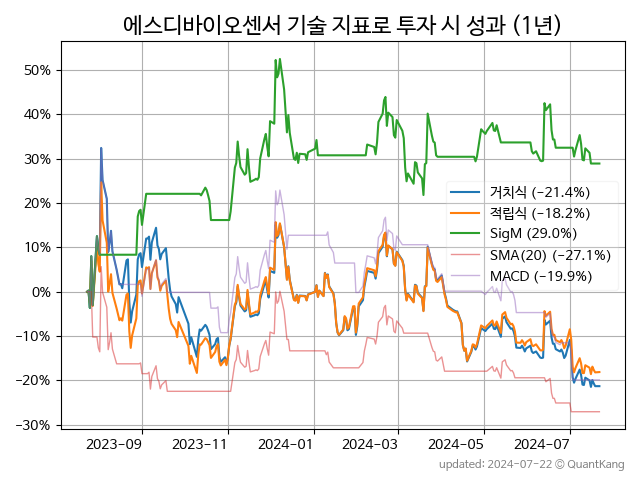 에스디바이오센서 기술 지표로 투자 시 성과 (1년)
50%
40%
30%
20%
10%
0%
−10%
−20%
−30%
거치식 (−21.4%)
적립식 (−18.2%)
SigM (29.0%)
SMA(20) (−27.1%)
MACD (−19.9%)
2023−09
2023−11
2024−01
2024−03
2024−05
2024−07
updated: 2024−07−22 © QuantKang